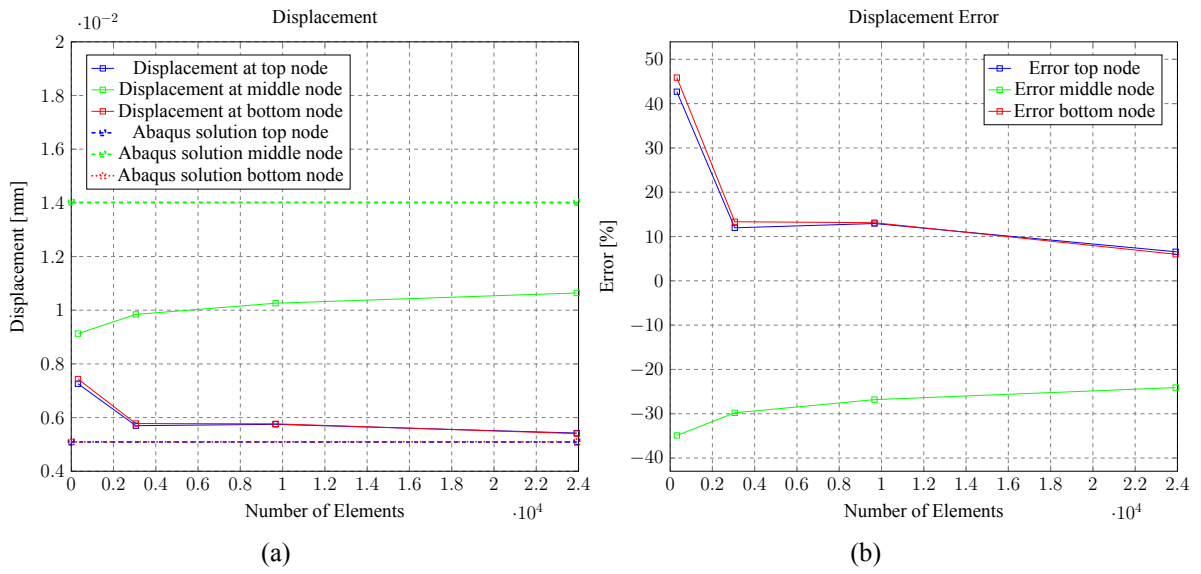 Displacement
·10⁻²
2
1.8
1.6
1.4
1.2
1
0.8
0.6
0.4
Displacement [mm]
Displacement at top node
Displacement at middle node
Displacement at bottom node
Abaqus solution top node
Abaqus solution middle node
Abaqus solution bottom node
0 0.2 0.4 0.6 0.8 1 1.2 1.4 1.6 1.8 2 2.2 2.4
Number of Elements
·10⁴
(a)
Displacement Error
50
40
30
20
10
0
−10
−20
−30
−40
Error [%]
Error top node
Error middle node
Error bottom node
0 0.2 0.4 0.6 0.8 1 1.2 1.4 1.6 1.8 2 2.2 2.4
Number of Elements
·10⁴
(b)